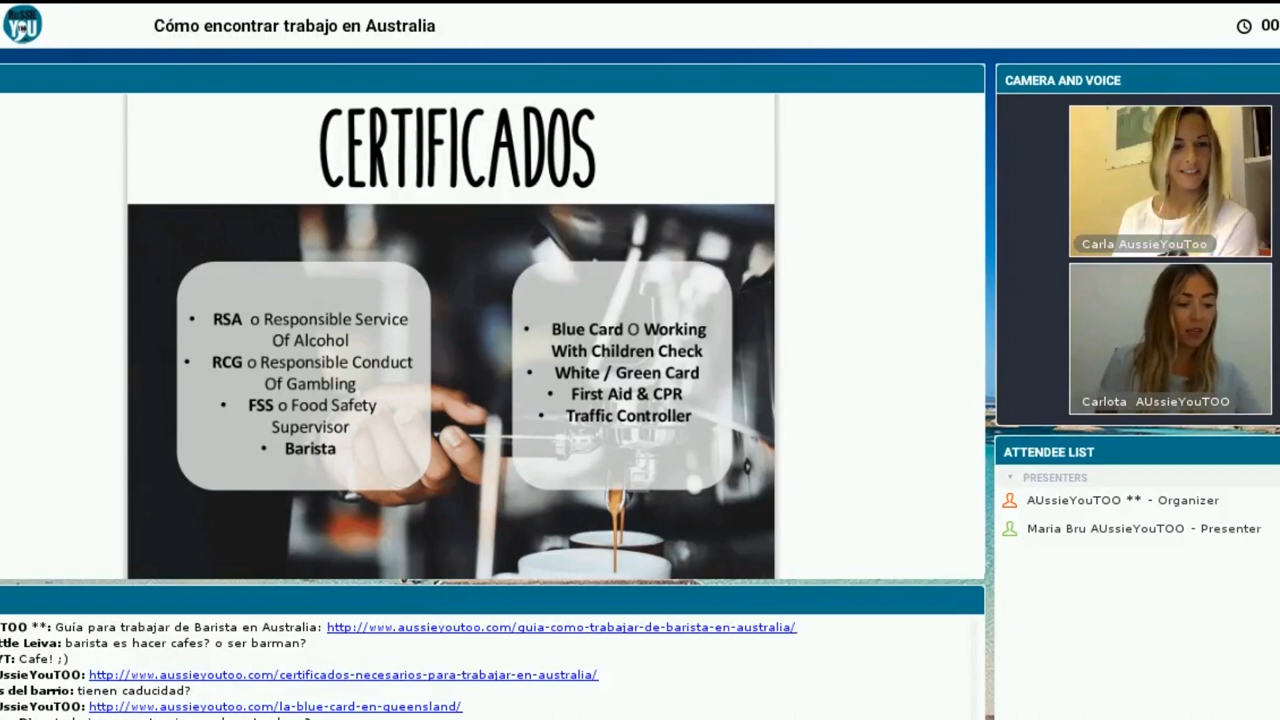 AUSSIE
YOU
TOO
Cómo encontrar trabajo en Australia
00
CERTIFICADOS
• RSA o Responsible Service
Of Alcohol
• RCG o Responsible Conduct
Of Gambling
• FSS o Food Safety
Supervisor
• Barista
• Blue Card O Working
With Children Check
• White / Green Card
• First Aid & CPR
• Traffic Controller
CAMERA AND VOICE
Carla AussieYouToo
Carlota AUssieYouTOO
ATTENDEE LIST
PRESENTERS
AUssieYouTOO ** - Organizer
Maria Bru AUssieYouTOO - Presenter
TOO **: Guía para trabajar de Barista en Australia: http://www.aussieyoutoo.com/guia-como-trabajar-de-barista-en-australia/
tle Leiva: barista es hacer cafes? o ser barman?
YT: Cafe! ;)
ussieYouTOO: http://www.aussieyoutoo.com/certificados-necesarios-para-trabajar-en-australia/
s del barrio: tienen caducidad?
ussieYouTOO: http://www.aussieyoutoo.com/la-blue-card-en-queensland/